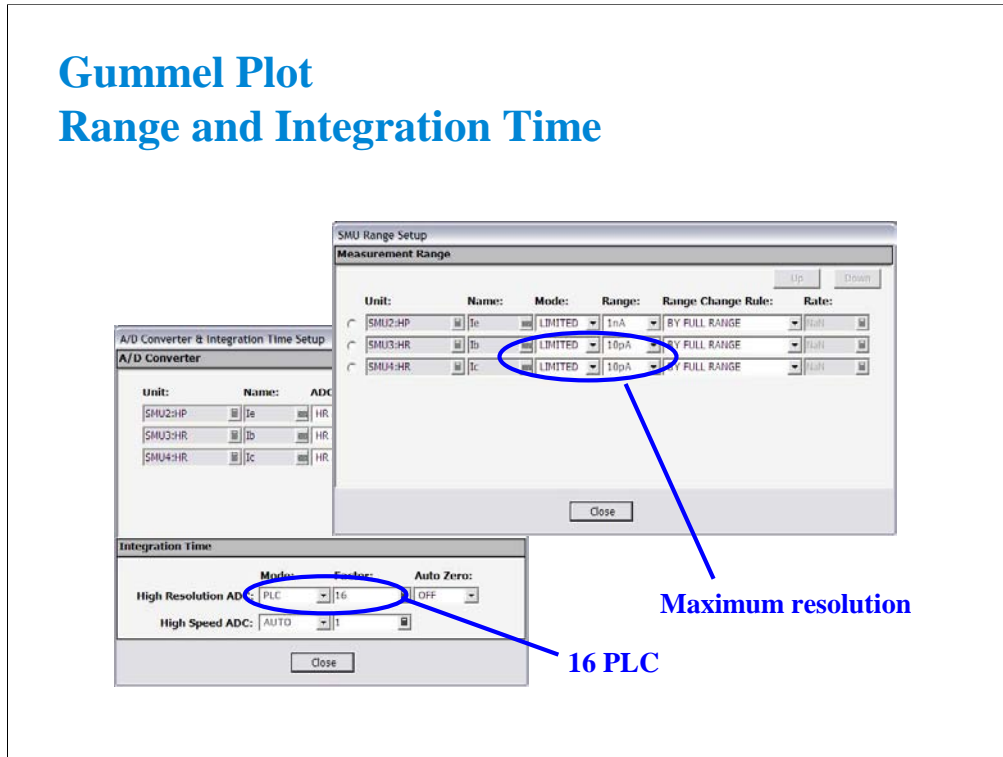 Gummel Plot
Range and Integration Time
SMU Range Setup
Measurement Range
Up Down
Unit: Name: Mode: Range: Range Change Rule: Rate:
SMU2:HP Ie LIMITED 1nA BY FULL RANGE NaN
SMU3:HR Ib LIMITED 10pA BY FULL RANGE NaN
SMU4:HR Ic LIMITED 10pA BY FULL RANGE NaN
Close
A/D Converter & Integration Time Setup
A/D Converter
Unit: Name: ADC
SMU2:HP Ie HR
SMU3:HR Ib HR
SMU4:HR Ic HR
Integration Time
Mode: Factor: Auto Zero:
High Resolution ADC: PLC 16 OFF
High Speed ADC: AUTO 1
Close
Maximum resolution
16 PLC